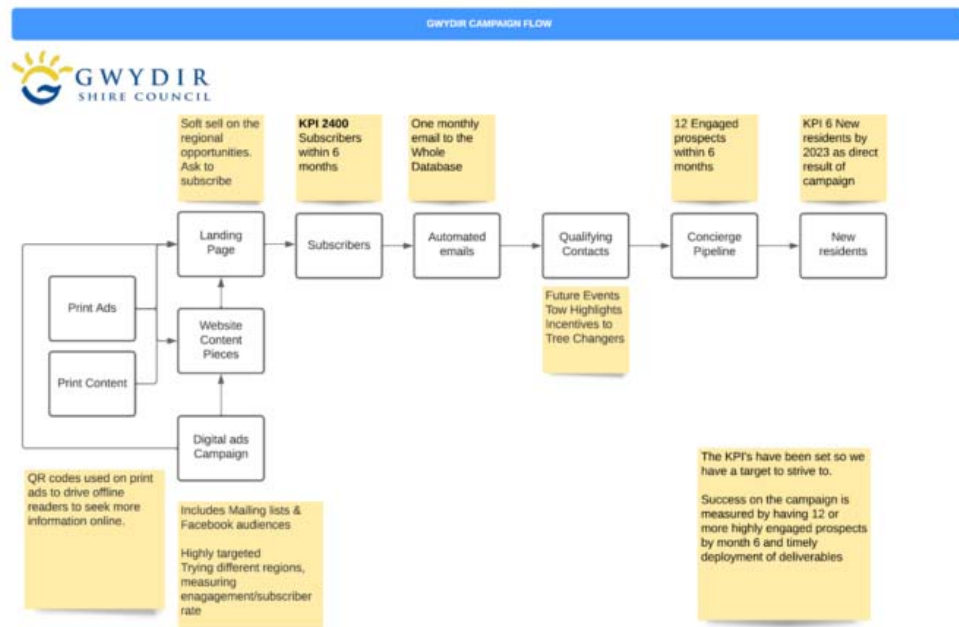 GWYDIR CAMPAIGN FLOW
GWYDIR
SHIRE COUNCIL
Soft sell on the
regional
opportunities.
Ask to
subscribe
KPI 2400
Subscribers
within 6
months
One monthly
email to the
Whole
Database
12 Engaged
prospects
within 6
months
KPI 6 New
residents by
2023 as direct
result of
campaign
Landing
Page
Subscribers
Automated
emails
Qualifying
Contacts
Concierge
Pipeline
New
residents
Print Ads
Website
Content
Pieces
Future Events
Tow Highlights
Incentives to
Tree Changers
Print Content
Digital ads
Campaign
QR codes used on print
ads to drive offline
readers to seek more
information online.
Includes Mailing lists &
Facebook audiences
Highly targeted
Trying different regions,
measuring
enagagement/subscriber
rate
The KPI's have been set so we
have a target to strive to.
Success on the campaign is
measured by having 12 or
more highly engaged prospects
by month 6 and timely
deployment of deliverables